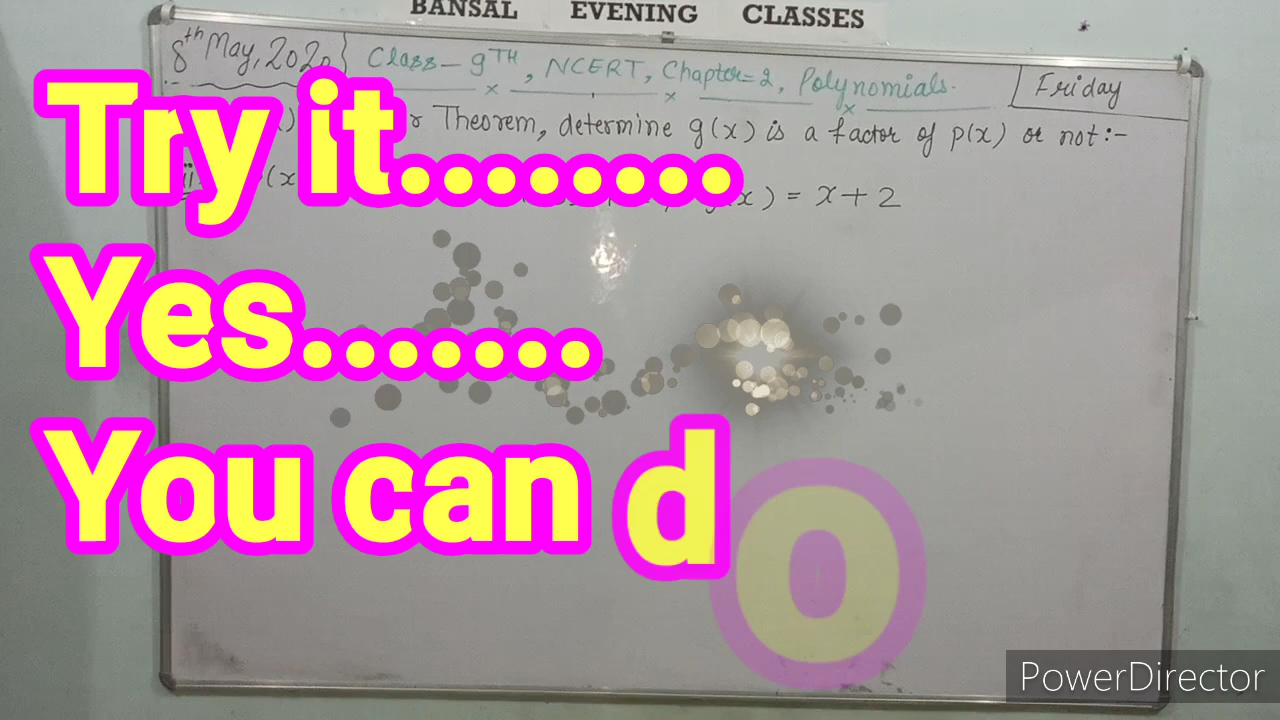 BANSAL EVENING CLASSES
8th May, 2020 } Class - 9TH, NCERT, Chapter = 2, Polynomials. Friday
Theorem, determine g(x) is a factor of p(x) or not :-
= x + 2
Try it........
Yes.......
You can do
PowerDirector